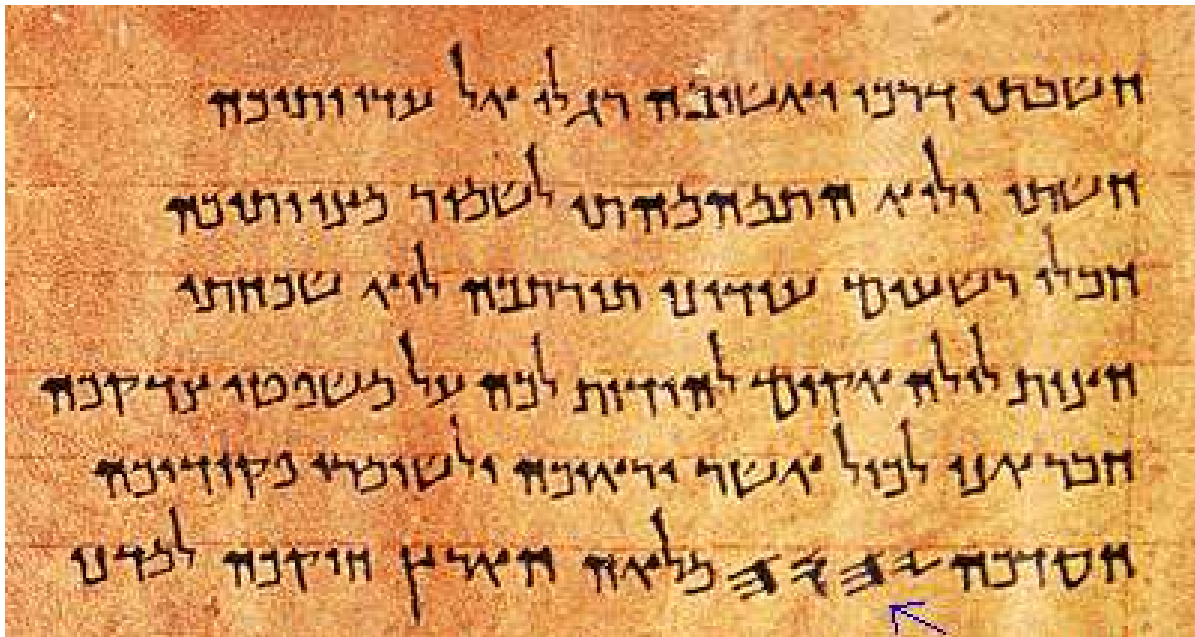 חשבתי דרכי ואשובה רגלי אל עדוותיכה
חשתי ולוא התמהמהתי לשמור מצוותיכה
חבלי רשעים עודוני תורתכה לוא שכחתי
חצות לילה אקום להודות לכה על משפטי צדקכה
חבר אני לכול אשר יראוכה ולשומרי פקודיכה
חסדכה 𐤉𐤄𐤅𐤄 מלאה הארץ חוקיכה למדני